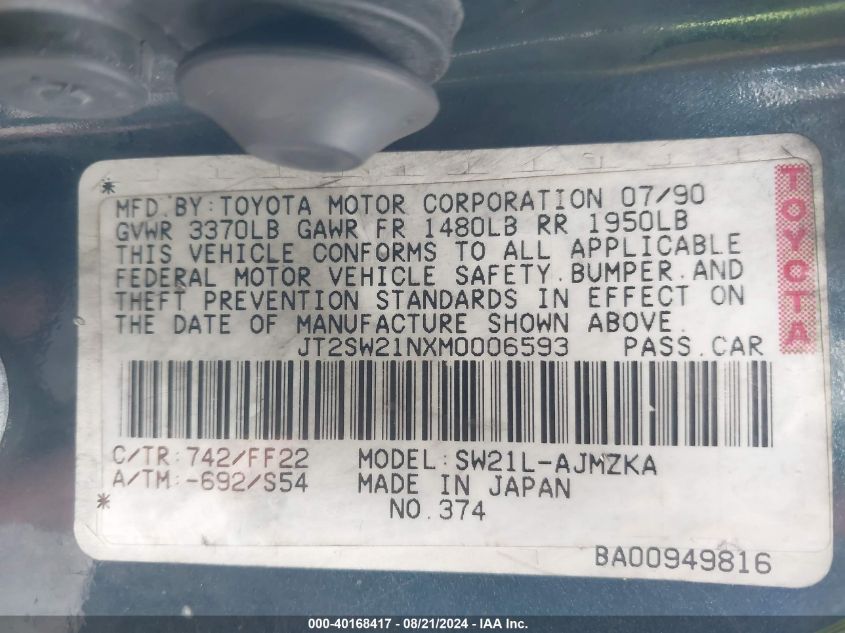 MFD. BY: TOYOTA MOTOR CORPORATION 07/90
GVWR 3370LB GAWR FR 1480LB RR 1950LB
THIS VEHICLE CONFORMS TO ALL APPLICABLE
FEDERAL MOTOR VEHICLE SAFETY. BUMPER. AND
THEFT PREVENTION STANDARDS IN EFFECT ON
THE DATE OF MANUFACTURE SHOWN ABOVE.
JT2SW21NXM0006593 PASS. CAR
C/TR: 742/FF22 MODEL: SW21L-AJMZKA
A/TM: -692/S54 MADE IN JAPAN
NO. 374
BA00949816
TOYOTA
000-40168417 - 08/21/2024 - IAA Inc.